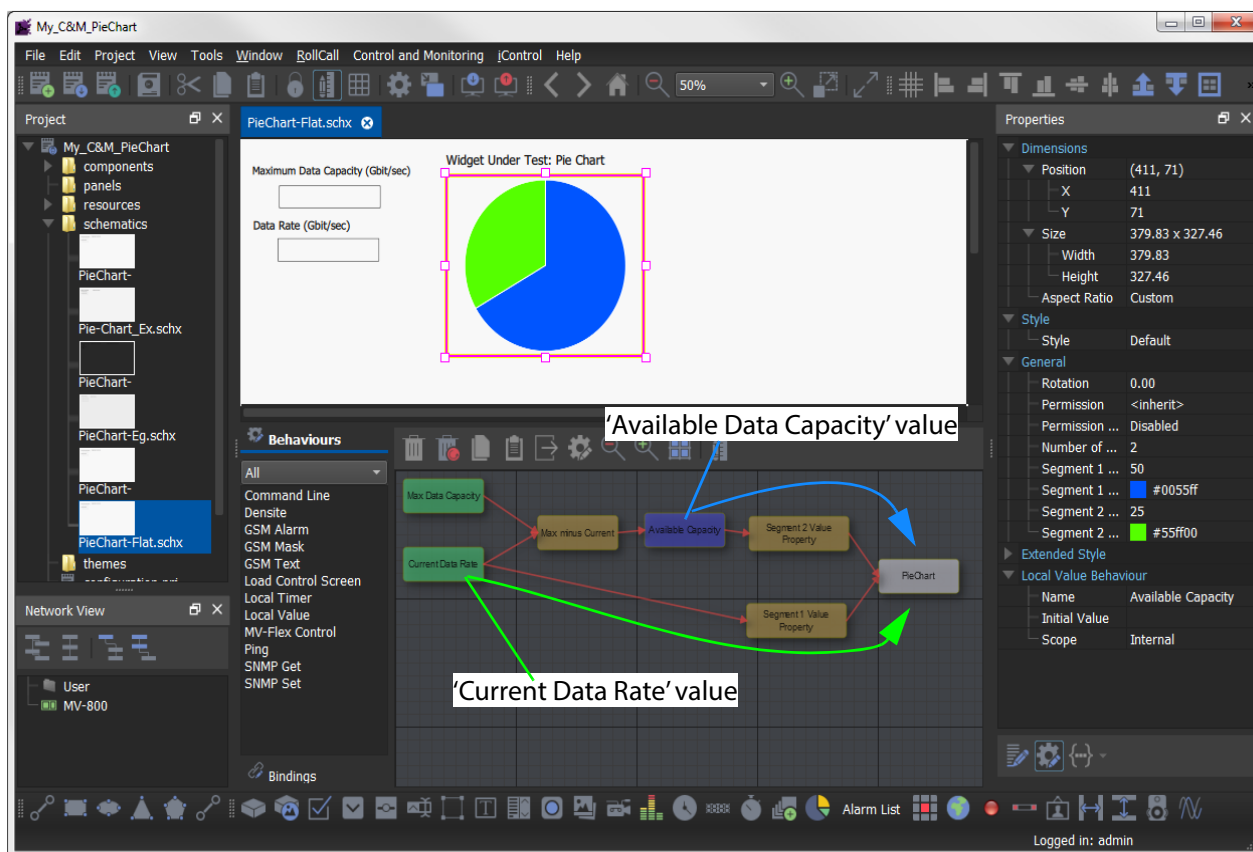 My_C&M_PieChart
File Edit Project View Tools Window RollCall Control and Monitoring iControl Help
50%
Project
My_C&M_PieChart
components
panels
resources
schematics
PieChart-
Pie-Chart_Ex.schx
PieChart-
PieChart-Eg.schx
PieChart-
PieChart-Flat.schx
themes
Network View
User
MV-800
PieChart-Flat.schx
Maximum Data Capacity (Gbit/sec)
Data Rate (Gbit/sec)
Widget Under Test: Pie Chart
Behaviours
All
Command Line
Densite
GSM Alarm
GSM Mask
GSM Text
Load Control Screen
Local Timer
Local Value
MV-Flex Control
Ping
SNMP Get
SNMP Set
Bindings
'Available Data Capacity' value
Max Data Capacity
Current Data Rate
Max minus Current
Available Capacity
Segment 2 Value
Property
Segment 1 Value
Property
PieChart
'Current Data Rate' value
Properties
Dimensions
Position (411, 71)
X 411
Y 71
Size 379.83 x 327.46
Width 379.83
Height 327.46
Aspect Ratio Custom
Style
Style Default
General
Rotation 0.00
Permission <inherit>
Permission ... Disabled
Number of ... 2
Segment 1 ... 50
Segment 1 ... #0055ff
Segment 2 ... 25
Segment 2 ... #55ff00
Extended Style
Local Value Behaviour
Name Available Capacity
Initial Value
Scope Internal
Alarm List
Logged in: admin